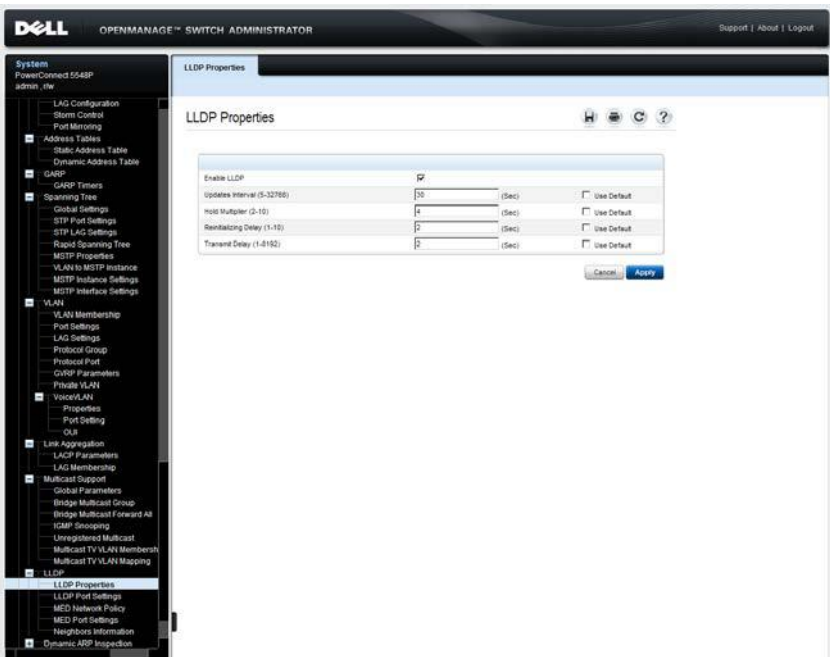 DELL OPENMANAGE™ SWITCH ADMINISTRATOR Support | About | Logout
System
PowerConnect 5548P
admin , r/w
LAG Configuration
Storm Control
Port Mirroring
Address Tables
Static Address Table
Dynamic Address Table
GARP
GARP Timers
Spanning Tree
Global Settings
STP Port Settings
STP LAG Settings
Rapid Spanning Tree
MSTP Properties
VLAN to MSTP Instance
MSTP Instance Settings
MSTP Interface Settings
VLAN
VLAN Membership
Port Settings
LAG Settings
Protocol Group
Protocol Port
GVRP Parameters
Private VLAN
VoiceVLAN
Properties
Port Setting
OUI
Link Aggregation
LACP Parameters
LAG Membership
Multicast Support
Global Parameters
Bridge Multicast Group
Bridge Multicast Forward All
IGMP Snooping
Unregistered Multicast
Multicast TV VLAN Membersh
Multicast TV VLAN Mapping
LLDP
LLDP Properties
LLDP Port Settings
MED Network Policy
MED Port Settings
Neighbors Information
Dynamic ARP Inspection
LLDP Properties
LLDP Properties
Enable LLDP
Updates Interval (5-32768) 30 (Sec) Use Default
Hold Multiplier (2-10) 4 (Sec) Use Default
Reinitializing Delay (1-10) 2 (Sec) Use Default
Transmit Delay (1-8192) 2 (Sec) Use Default
Cancel Apply